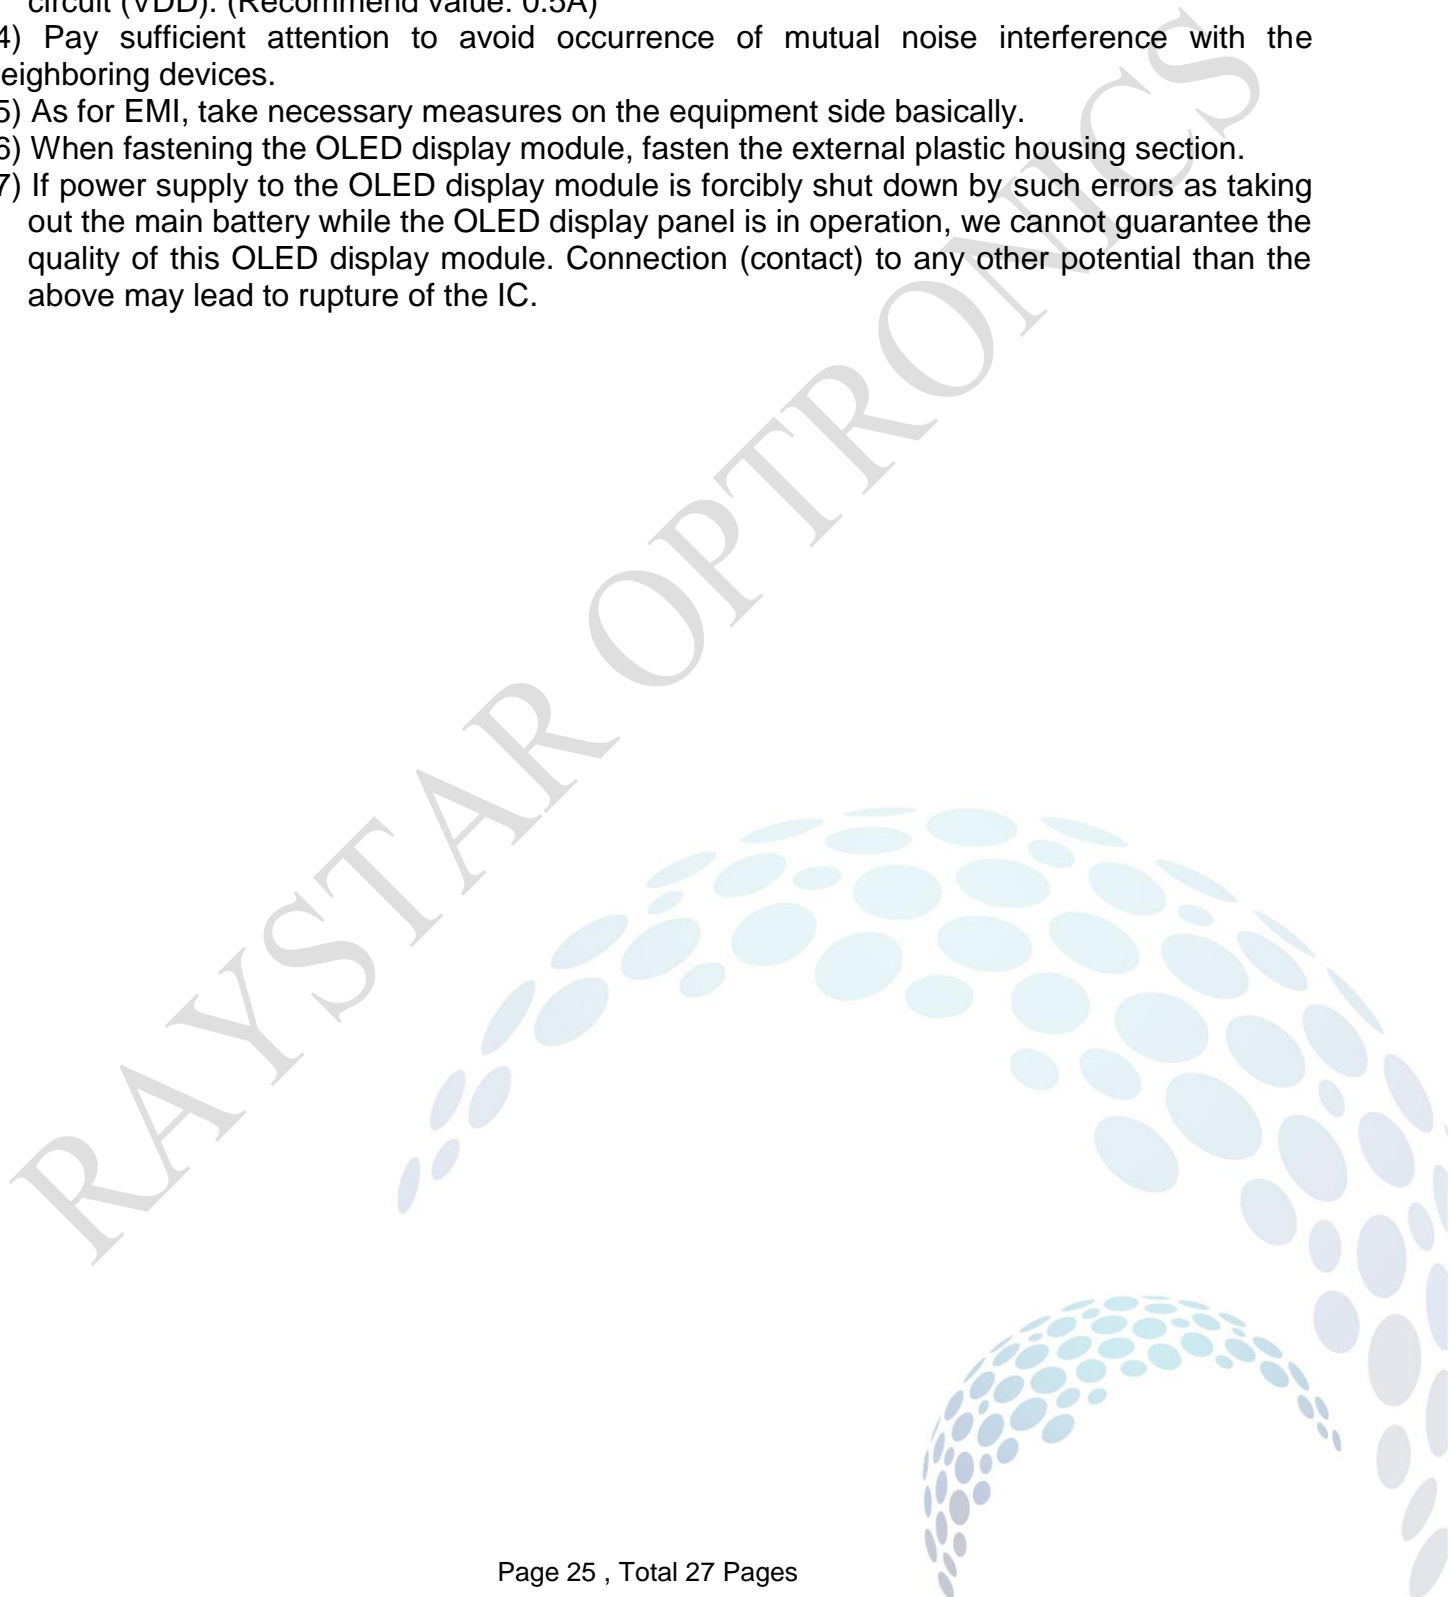 circuit (VDD). (Recommend value: 0.5A)
4) Pay sufficient attention to avoid occurrence of mutual noise interference with the
eighboring devices.
5) As for EMI, take necessary measures on the equipment side basically.
6) When fastening the OLED display module, fasten the external plastic housing section.
7) If power supply to the OLED display module is forcibly shut down by such errors as taking
out the main battery while the OLED display panel is in operation, we cannot guarantee the
quality of this OLED display module. Connection (contact) to any other potential than the
above may lead to rupture of the IC.
RAYSTAR OPTRONICS
Page 25 , Total 27 Pages